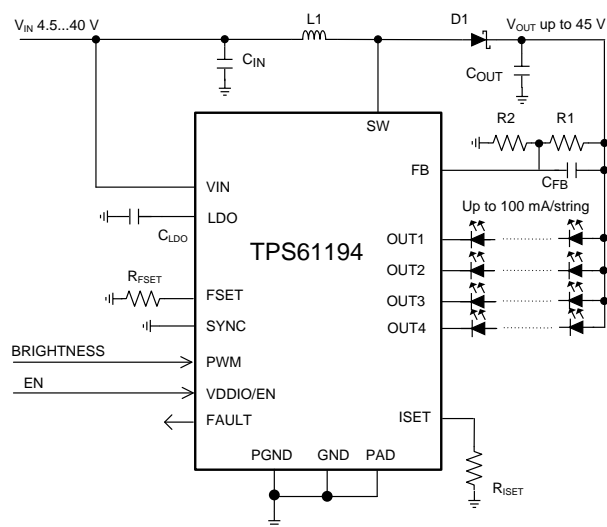 VIN 4.5...40 V
L1
D1
VOUT up to 45 V
CIN
COUT
R2
R1
SW
FB
CFB
VIN
Up to 100 mA/string
LDO
CLDO
TPS61194
OUT1
OUT2
RFSET
FSET
OUT3
SYNC
OUT4
BRIGHTNESS
PWM
EN
VDDIO/EN
FAULT
ISET
PGND
GND
PAD
RISET